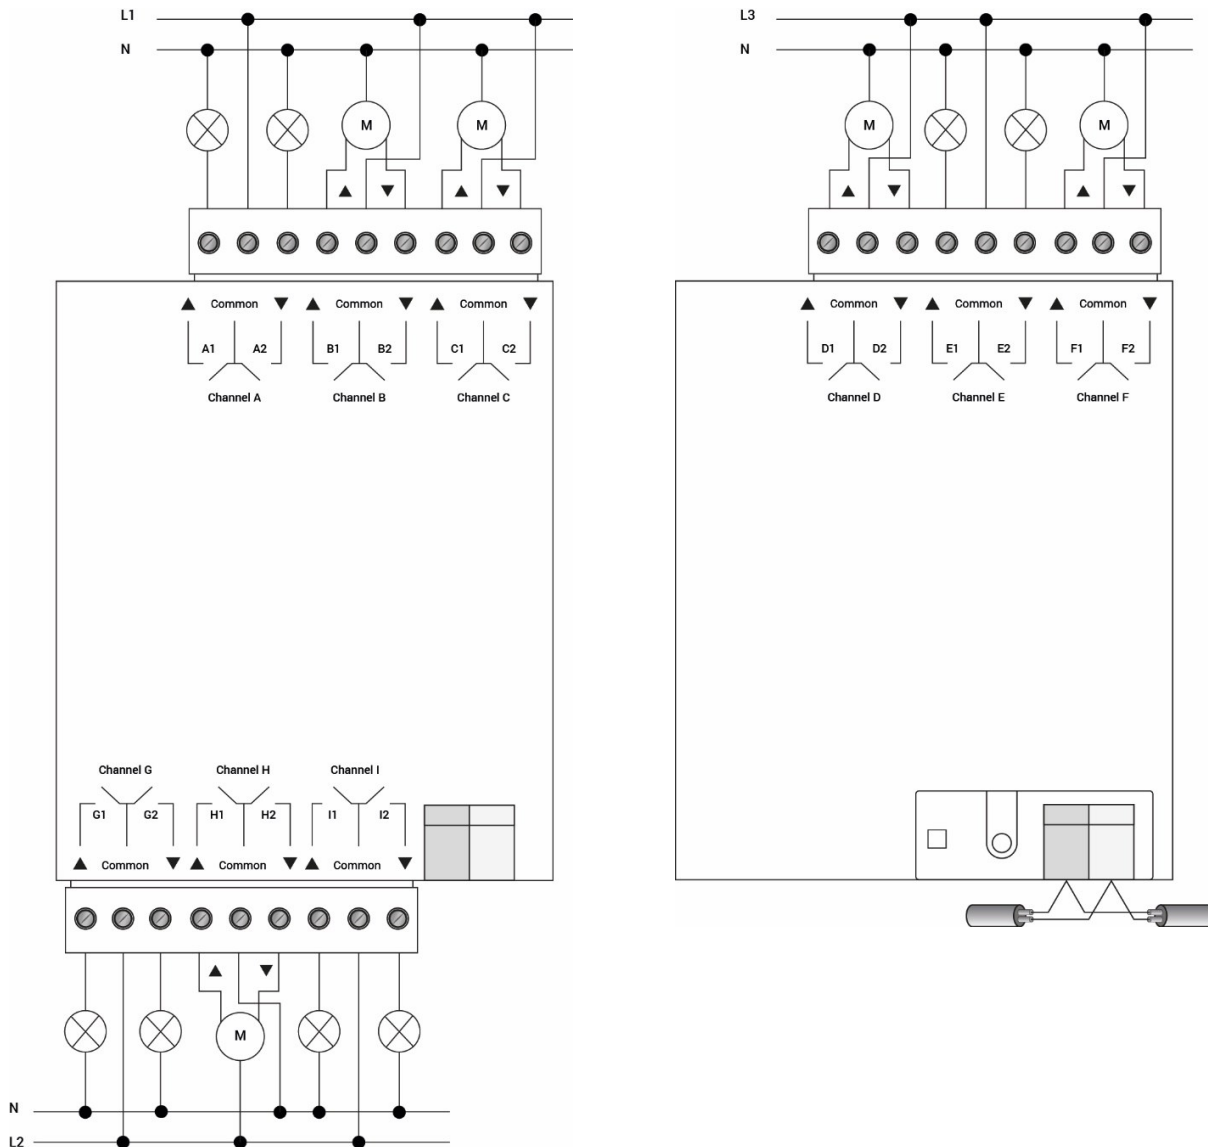 L1
N
M M
▲ ▼ ▲ ▼
▲ Common ▼ ▲ Common ▼ ▲ Common ▼
A1 A2 B1 B2 C1 C2
Channel A Channel B Channel C
Channel G Channel H Channel I
G1 G2 H1 H2 I1 I2
▲ Common ▼ ▲ Common ▼ ▲ Common ▼
▲ ▼
M
N
L2
L3
N
M M
▲ ▼ ▲ ▼
▲ Common ▼ ▲ Common ▼ ▲ Common ▼
D1 D2 E1 E2 F1 F2
Channel D Channel E Channel F